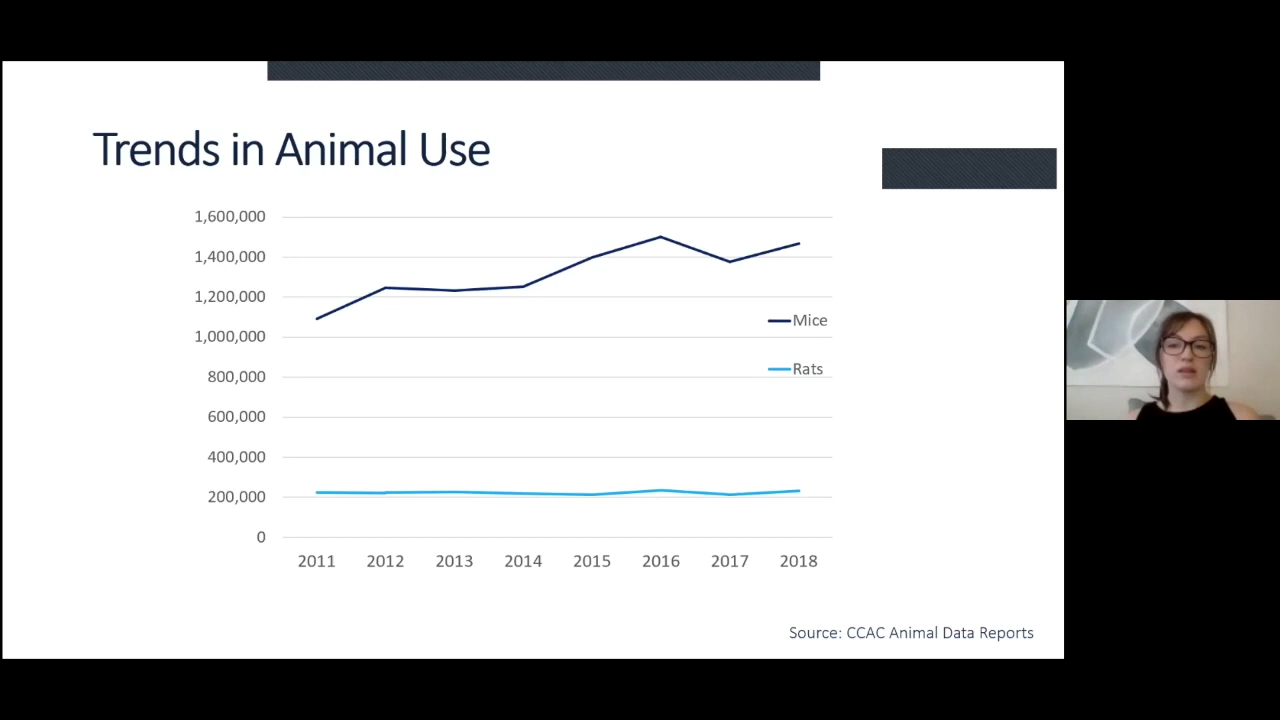 Trends in Animal Use
1,600,000
1,400,000
1,200,000
1,000,000
800,000
600,000
400,000
200,000
0
Mice
Rats
2011 2012 2013 2014 2015 2016 2017 2018
Source: CCAC Animal Data Reports